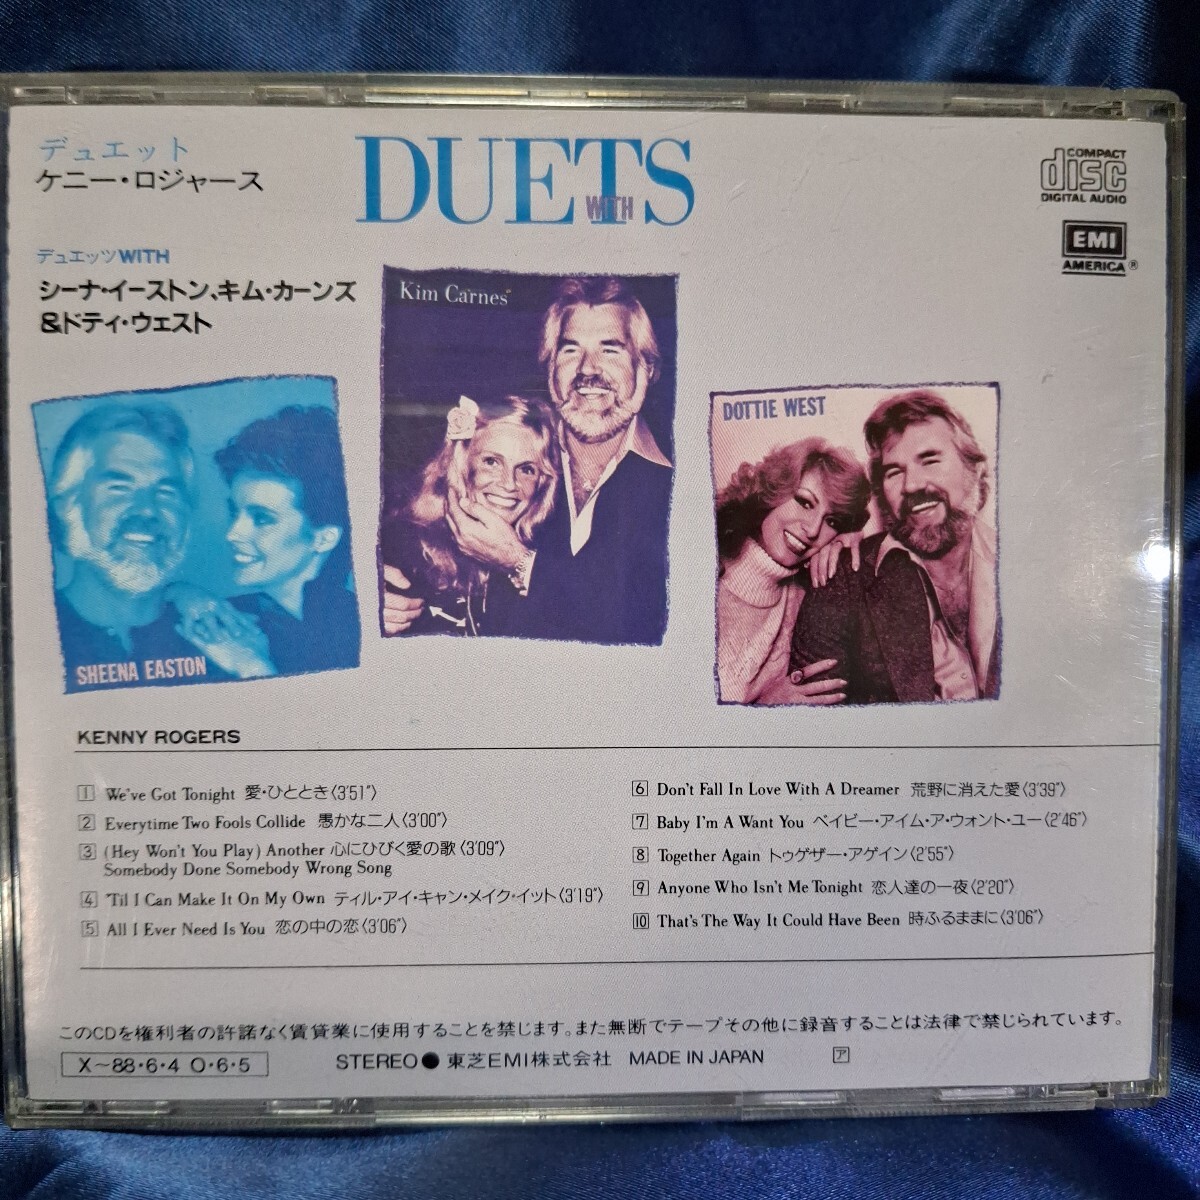 デュエット
ケニー・ロジャース
DUETS
WITH
COMPACT
disc
DIGITAL AUDIO
EMI
AMERICA®
デュエッツWITH
シーナ・イーストン、キム・カーンズ
&ドティ・ウェスト
Kim Carnes
DOTTIE WEST
SHEENA EASTON
KENNY ROGERS
1 We've Got Tonight 愛・ひととき〈3'51"〉
2 Everytime Two Fools Collide 愚かな二人〈3'00"〉
3 (Hey Won't You Play) Another 心にひびく愛の歌〈3'09"〉
Somebody Done Somebody Wrong Song
4 'Til I Can Make It On My Own ティル・アイ・キャン・メイク・イット〈3'19"〉
5 All I Ever Need Is You 恋の中の恋〈3'06"〉
6 Don't Fall In Love With A Dreamer 荒野に消えた愛〈3'39"〉
7 Baby I'm A Want You ベイビー・アイム・ア・ウォント・ユー〈2'46"〉
8 Together Again トゥゲザー・アゲイン〈2'55"〉
9 Anyone Who Isn't Me Tonight 恋人達の一夜〈2'20"〉
10 That's The Way It Could Have Been 時ふるままに〈3'06"〉
このCDを権利者の許諾なく賃貸業に使用することを禁じます。また無断でテープその他に録音することは法律で禁じられています。
X〜88・6・4 O・6・5
STEREO● 東芝EMI株式会社 MADE IN JAPAN ア